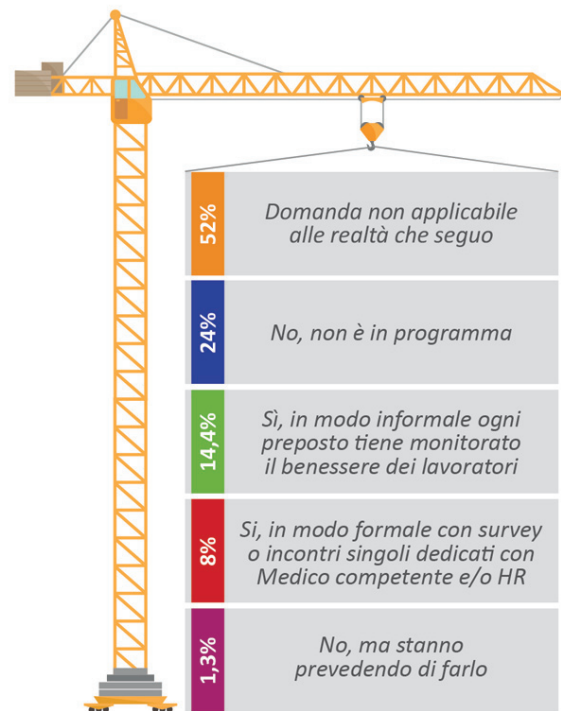 52%
Domanda non applicabile
alle realtà che seguo
24%
No, non è in programma
14,4%
Sì, in modo informale ogni
preposto tiene monitorato
il benessere dei lavoratori
8%
Si, in modo formale con survey
o incontri singoli dedicati con
Medico competente e/o HR
1,3%
No, ma stanno
prevedendo di farlo